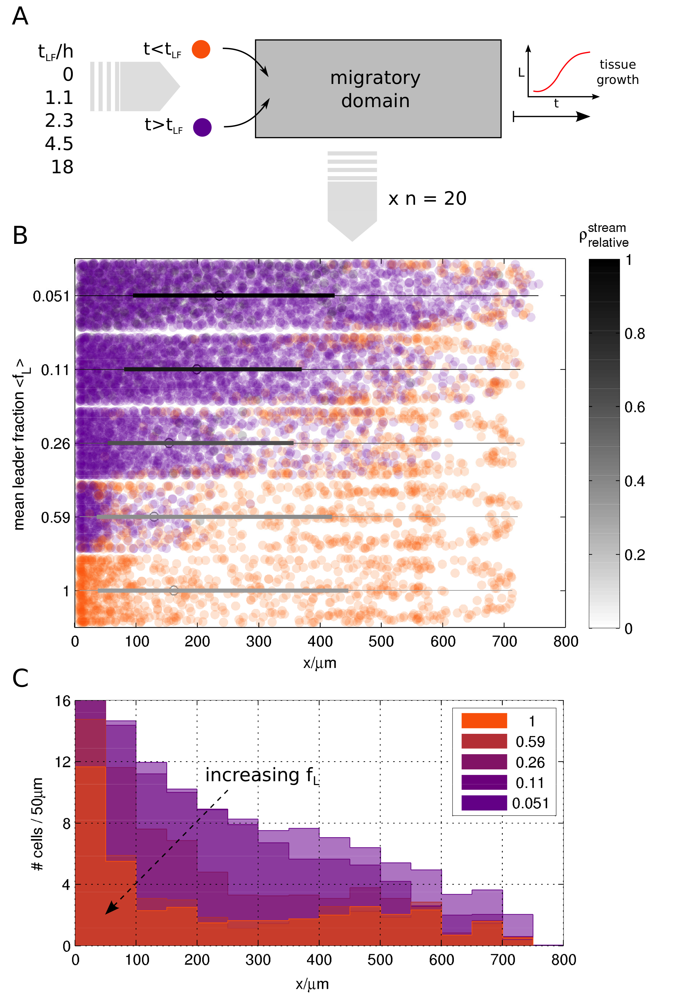 A
t_LF/h
0
1.1
2.3
4.5
18
t<t_LF
t>t_LF
migratory
domain
L
t
tissue
growth
x n = 20
B
ρ stream relative
mean leader fraction <f_L>
0.051
0.11
0.26
0.59
1
0 100 200 300 400 500 600 700 800
x/μm
1
0.8
0.6
0.4
0.2
0
C
# cells / 50μm
16
12
8
4
0
increasing f_L
1
0.59
0.26
0.11
0.051
0 100 200 300 400 500 600 700 800
x/μm